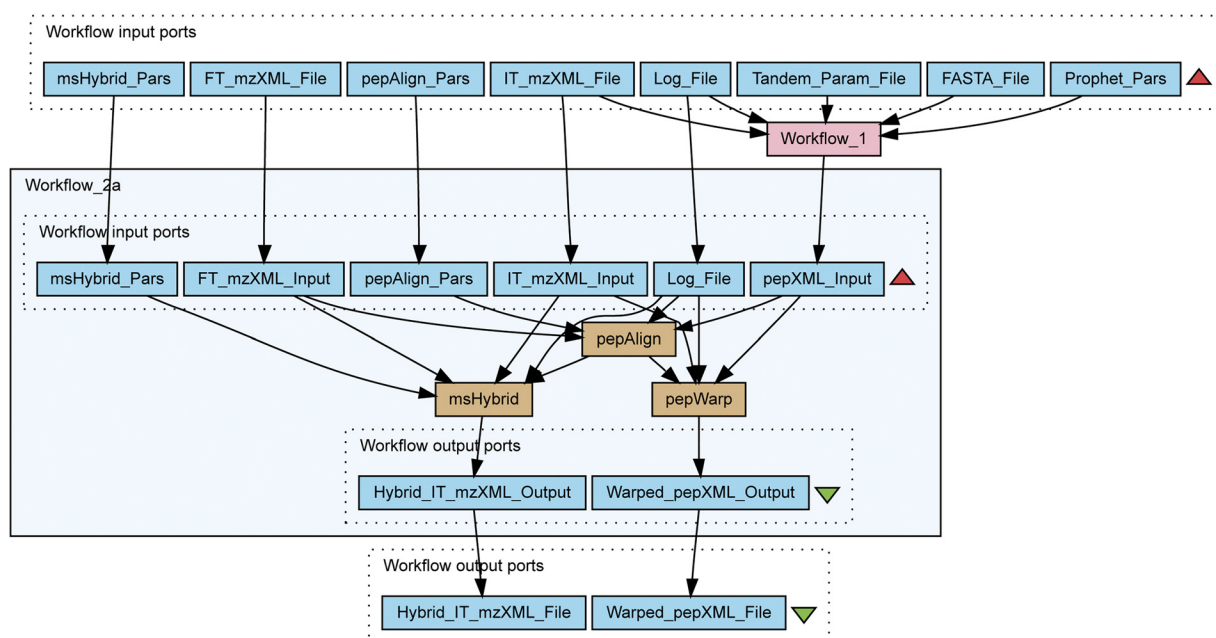 Workflow input ports
msHybrid_Pars FT_mzXML_File pepAlign_Pars IT_mzXML_File Log_File Tandem_Param_File FASTA_File Prophet_Pars
Workflow_1
Workflow_2a
Workflow input ports
msHybrid_Pars FT_mzXML_Input pepAlign_Pars IT_mzXML_Input Log_File pepXML_Input
pepAlign
msHybrid pepWarp
Workflow output ports
Hybrid_IT_mzXML_Output Warped_pepXML_Output
Workflow output ports
Hybrid_IT_mzXML_File Warped_pepXML_File